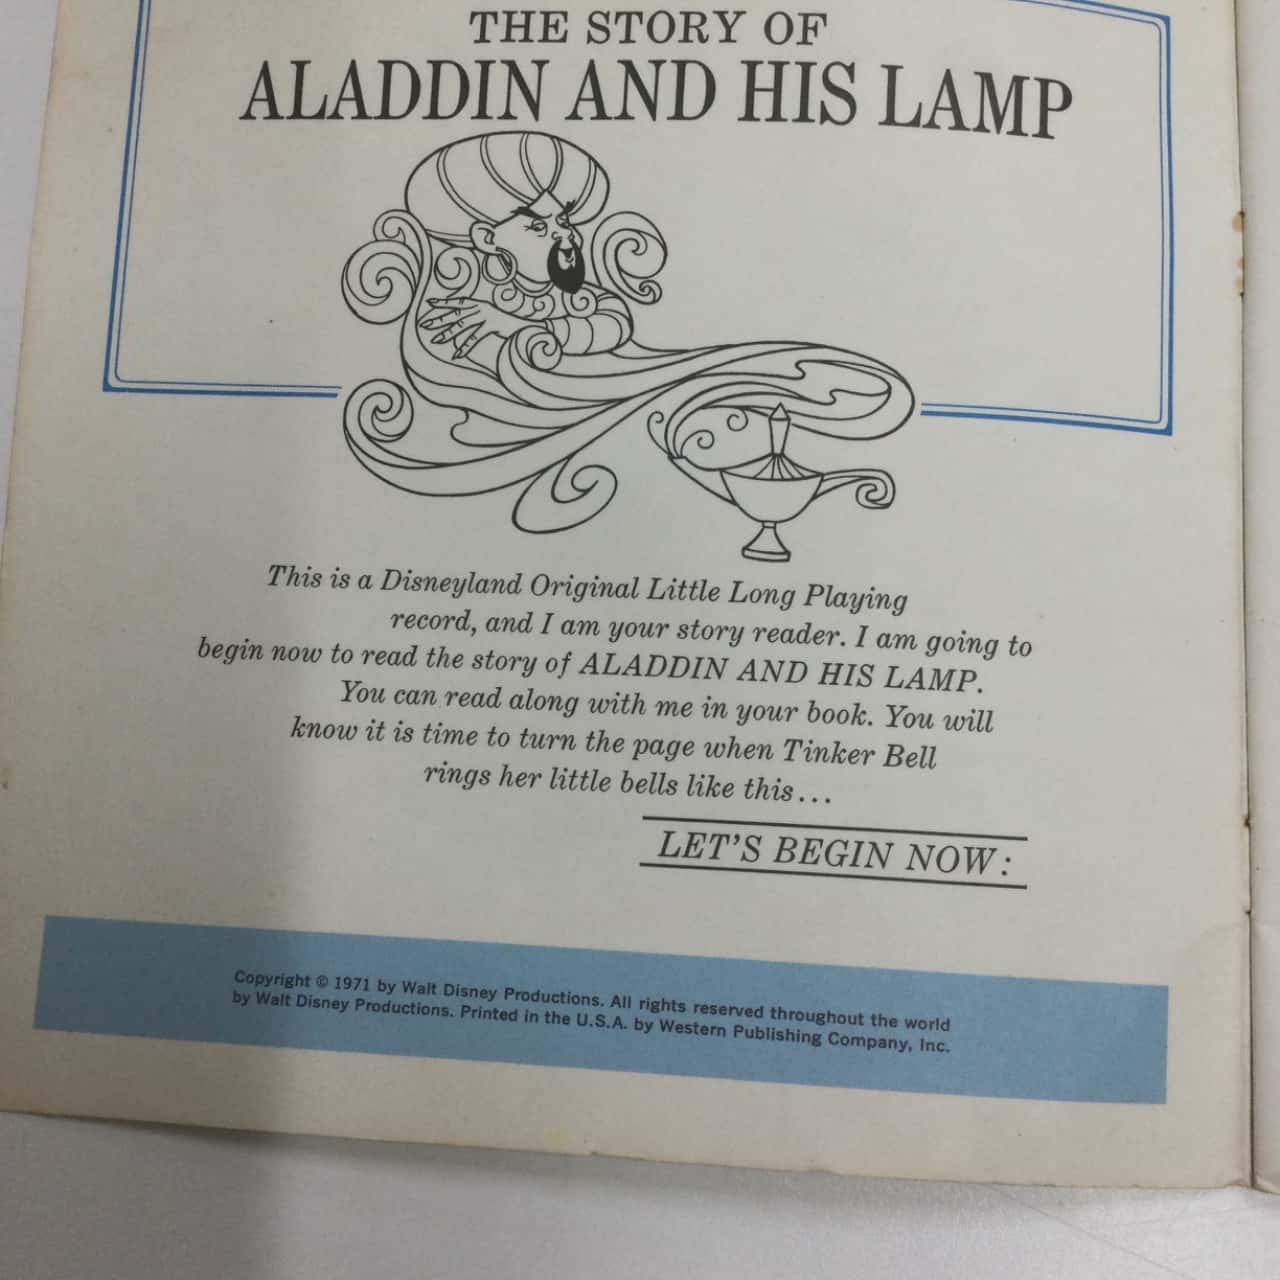 THE STORY OF
ALADDIN AND HIS LAMP
This is a Disneyland Original Little Long Playing
record, and I am your story reader. I am going to
begin now to read the story of ALADDIN AND HIS LAMP.
You can read along with me in your book. You will
know it is time to turn the page when Tinker Bell
rings her little bells like this...
LET'S BEGIN NOW:
Copyright © 1971 by Walt Disney Productions. All rights reserved throughout the world
by Walt Disney Productions. Printed in the U.S.A. by Western Publishing Company, Inc.